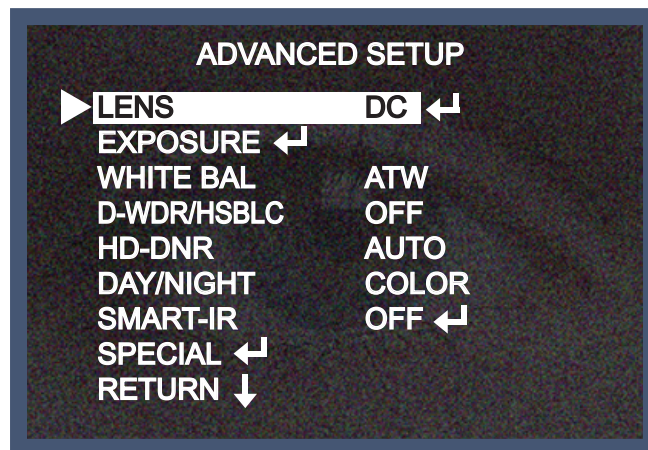 ADVANCED SETUP
LENS DC
EXPOSURE
WHITE BAL ATW
D-WDR/HSBLC OFF
HD-DNR AUTO
DAY/NIGHT COLOR
SMART-IR OFF
SPECIAL
RETURN